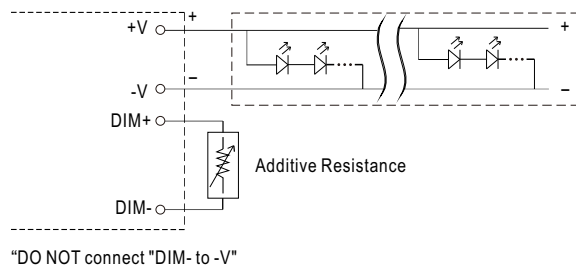 +V
+
+
-V
–
–
DIM+
Additive Resistance
DIM-
“DO NOT connect "DIM- to -V"